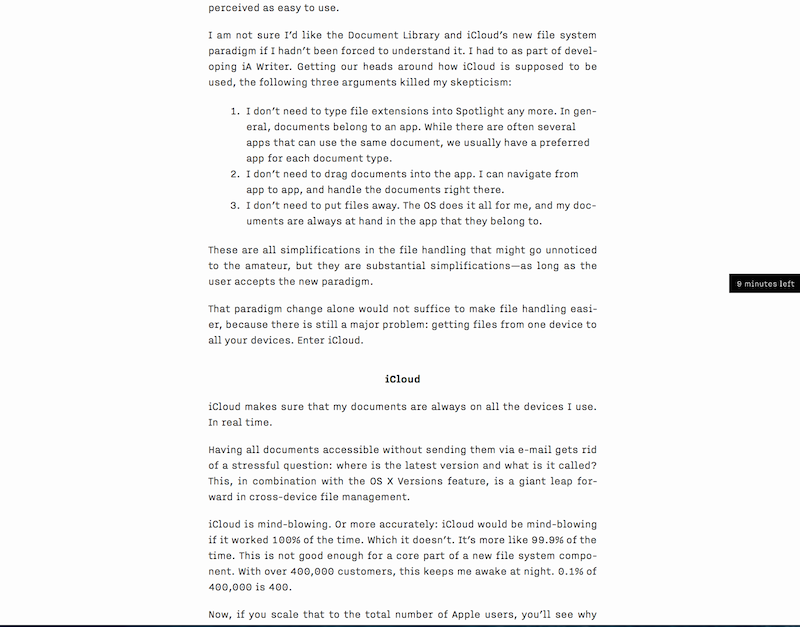 perceived as easy to use.
I am not sure I'd like the Document Library and iCloud's new file system
paradigm if I hadn't been forced to understand it. I had to as part of devel-
oping iA Writer. Getting our heads around how iCloud is supposed to be
used, the following three arguments killed my skepticism:
1. I don't need to type file extensions into Spotlight any more. In gen-
eral, documents belong to an app. While there are often several
apps that can use the same document, we usually have a preferred
app for each document type.
2. I don't need to drag documents into the app. I can navigate from
app to app, and handle the documents right there.
3. I don't need to put files away. The OS does it all for me, and my doc-
uments are always at hand in the app that they belong to.
These are all simplifications in the file handling that might go unnoticed
to the amateur, but they are substantial simplifications—as long as the
user accepts the new paradigm.
9 minutes left
That paradigm change alone would not suffice to make file handling easi-
er, because there is still a major problem: getting files from one device to
all your devices. Enter iCloud.
iCloud
iCloud makes sure that my documents are always on all the devices I use.
In real time.
Having all documents accessible without sending them via e-mail gets rid
of a stressful question: where is the latest version and what is it called?
This, in combination with the OS X Versions feature, is a giant leap for-
ward in cross-device file management.
iCloud is mind-blowing. Or more accurately: iCloud would be mind-blowing
if it worked 100% of the time. Which it doesn't. It's more like 99.9% of the
time. This is not good enough for a core part of a new file system compo-
nent. With over 400,000 customers, this keeps me awake at night. 0.1% of
400,000 is 400.
Now, if you scale that to the total number of Apple users, you'll see why